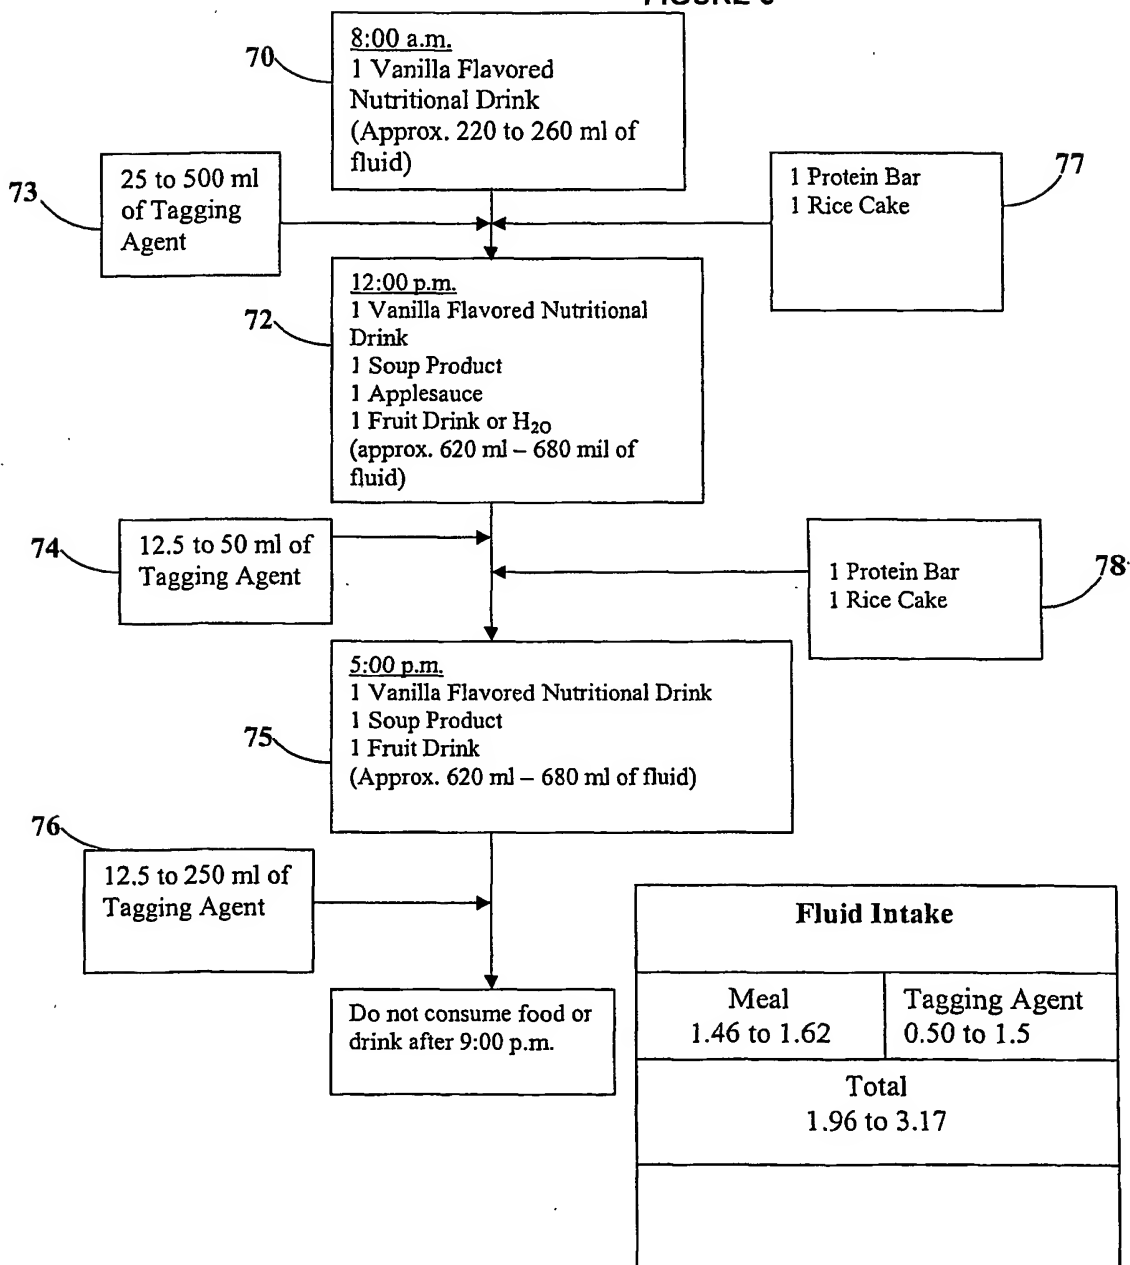 70
8:00 a.m.
1 Vanilla Flavored
Nutritional Drink
(Approx. 220 to 260 ml of
fluid)
73
25 to 500 ml
of Tagging
Agent
1 Protein Bar
1 Rice Cake
77
72
12:00 p.m.
1 Vanilla Flavored Nutritional
Drink
1 Soup Product
1 Applesauce
1 Fruit Drink or H2O
(approx. 620 ml – 680 mil of
fluid)
74
12.5 to 50 ml of
Tagging Agent
1 Protein Bar
1 Rice Cake
78
75
5:00 p.m.
1 Vanilla Flavored Nutritional Drink
1 Soup Product
1 Fruit Drink
(Approx. 620 ml – 680 ml of fluid)
76
12.5 to 250 ml of
Tagging Agent
Do not consume food or
drink after 9:00 p.m.
Fluid Intake
Meal
1.46 to 1.62
Tagging Agent
0.50 to 1.5
Total
1.96 to 3.17